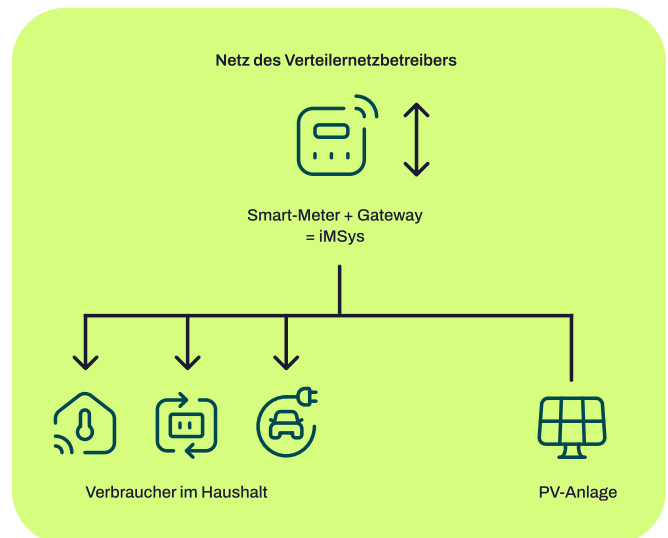 Netz des Verteilernetzbetreibers
Smart-Meter + Gateway
= iMSys
Verbraucher im Haushalt
PV-Anlage